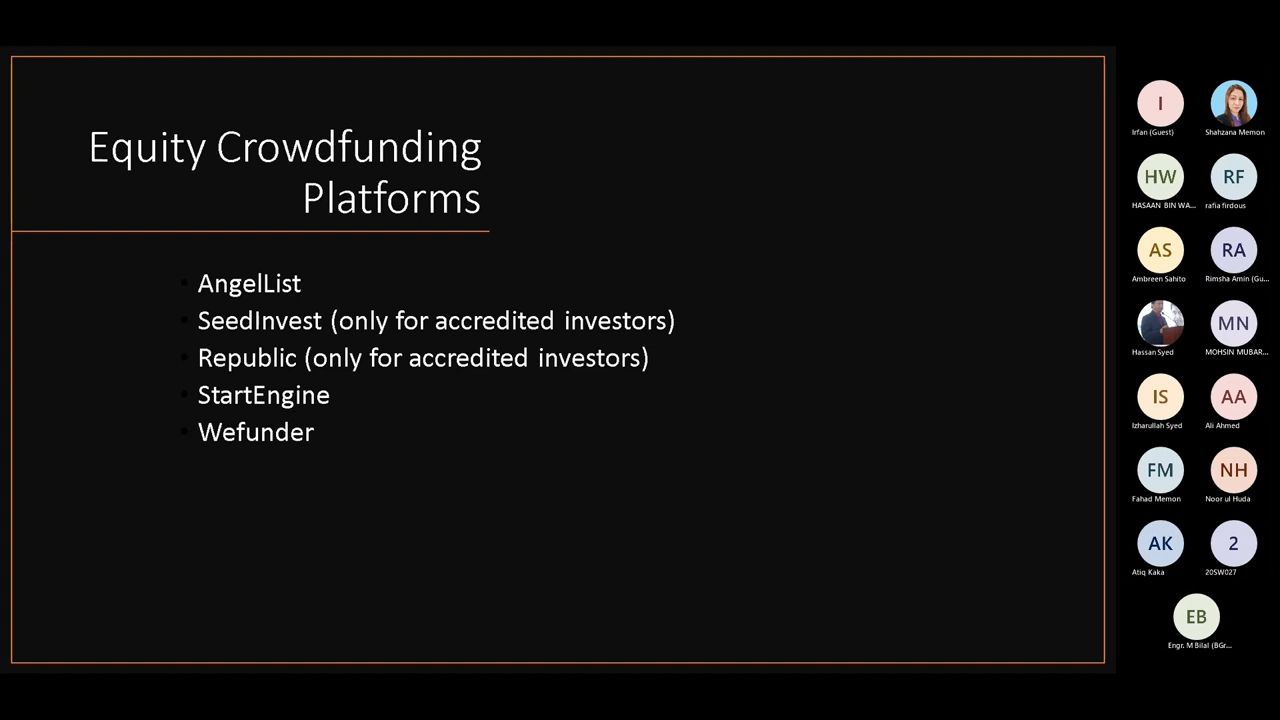 Equity Crowdfunding
Platforms
• AngelList
• SeedInvest (only for accredited investors)
• Republic (only for accredited investors)
• StartEngine
• Wefunder
I
Irfan (Guest)
Shahzana Memon
HW
HASAAN BIN WA...
RF
rafia firdous
AS
Ambreen Sahito
RA
Rimsha Amin (Gu...
Hassan Syed
MN
MOHSIN MUBAR...
IS
Izharullah Syed
AA
Ali Ahmed
FM
Fahad Memon
NH
Noor ul Huda
AK
Atiq Kaka
2
20SW027
EB
Engr. M Bilal (BGr...